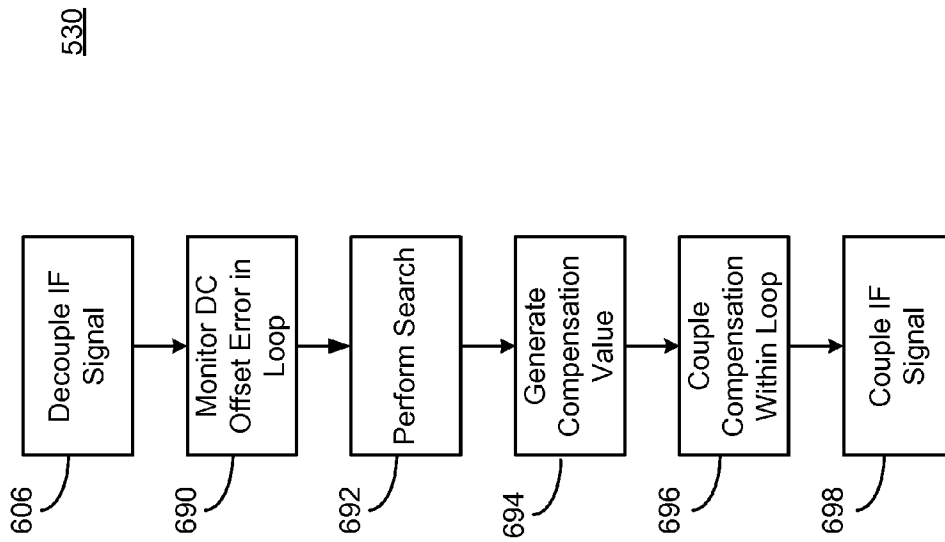 530
606
Decouple IF
Signal
690
Monitor DC
Offset Error in
Loop
692
Perform Search
694
Generate
Compensation
Value
696
Couple
Compensation
Within Loop
698
Couple IF
Signal